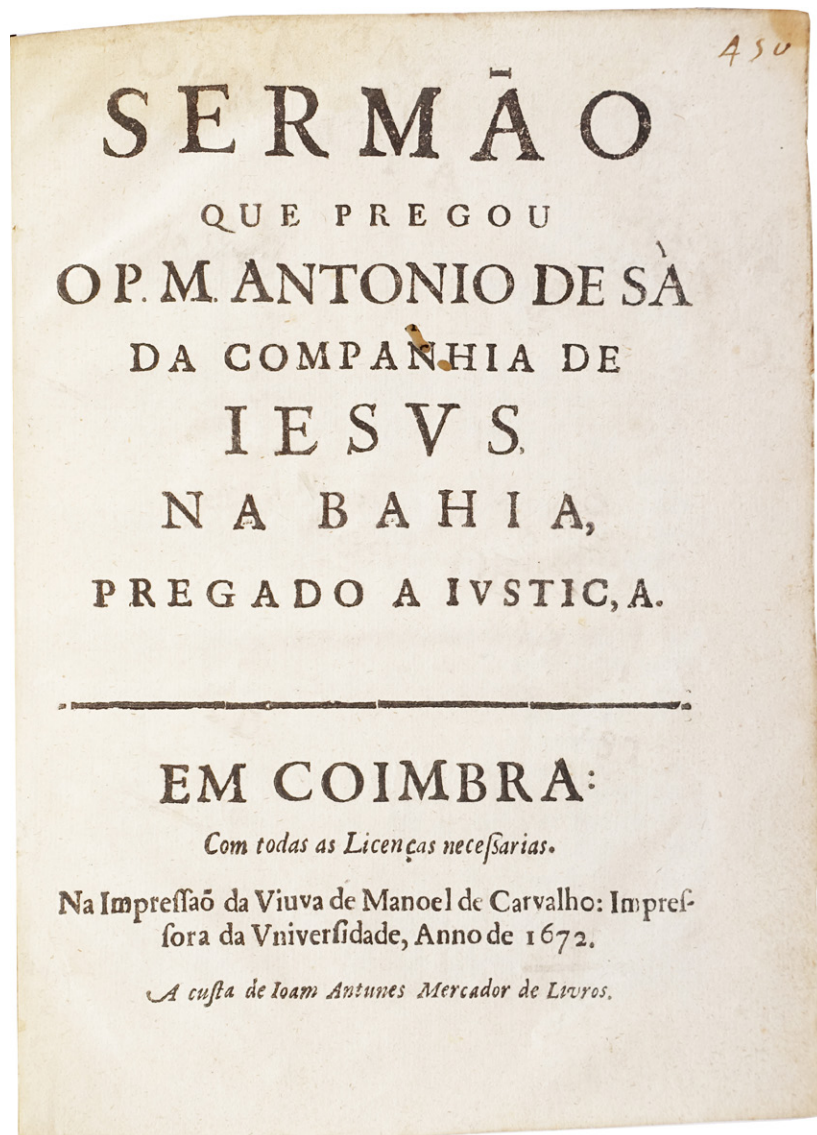 450
SERMÃO
QUE PREGOU
O P. M. ANTONIO DE SÀ
DA COMPANHIA DE
IESVS.
NA BAHIA,
PREGADO A IVSTIC,A.
EM COIMBRA:
Com todas as Licenças neceſſarias.
Na Impreſſaõ da Viuva de Manoel de Carvalho: Impreſ-
ſora da Vniverſidade, Anno de 1672.
A cuſta de Ioam Antunes Mercador de Livros.